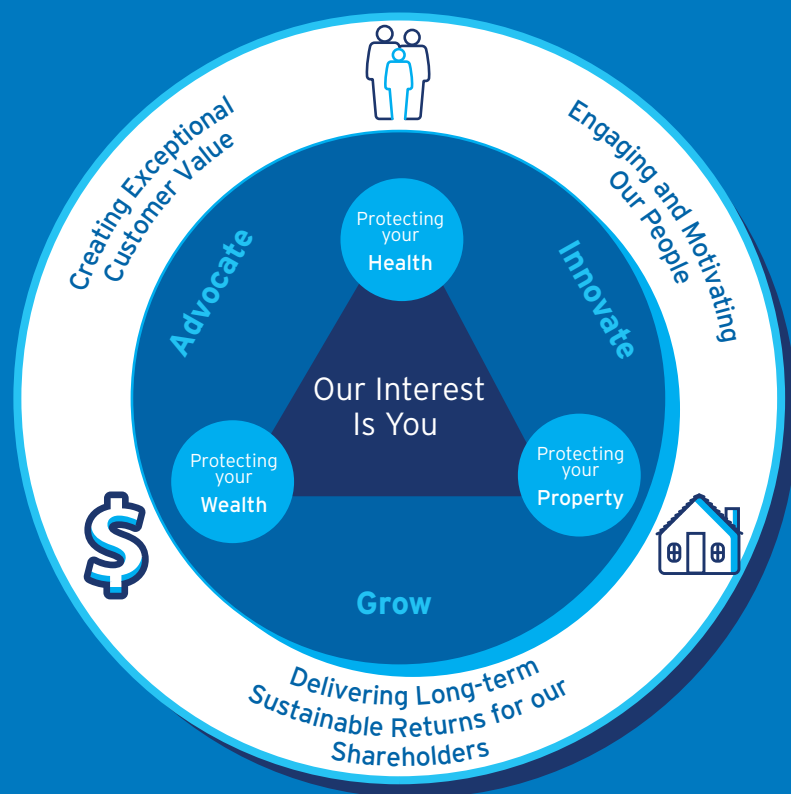 Creating Exceptional
Customer Value
Engaging and Motivating
Our People
Advocate
Innovate
Protecting
your
Health
Our Interest
Is You
Protecting
your
Wealth
Protecting
your
Property
Grow
Delivering Long-term
Sustainable Returns for our
Shareholders